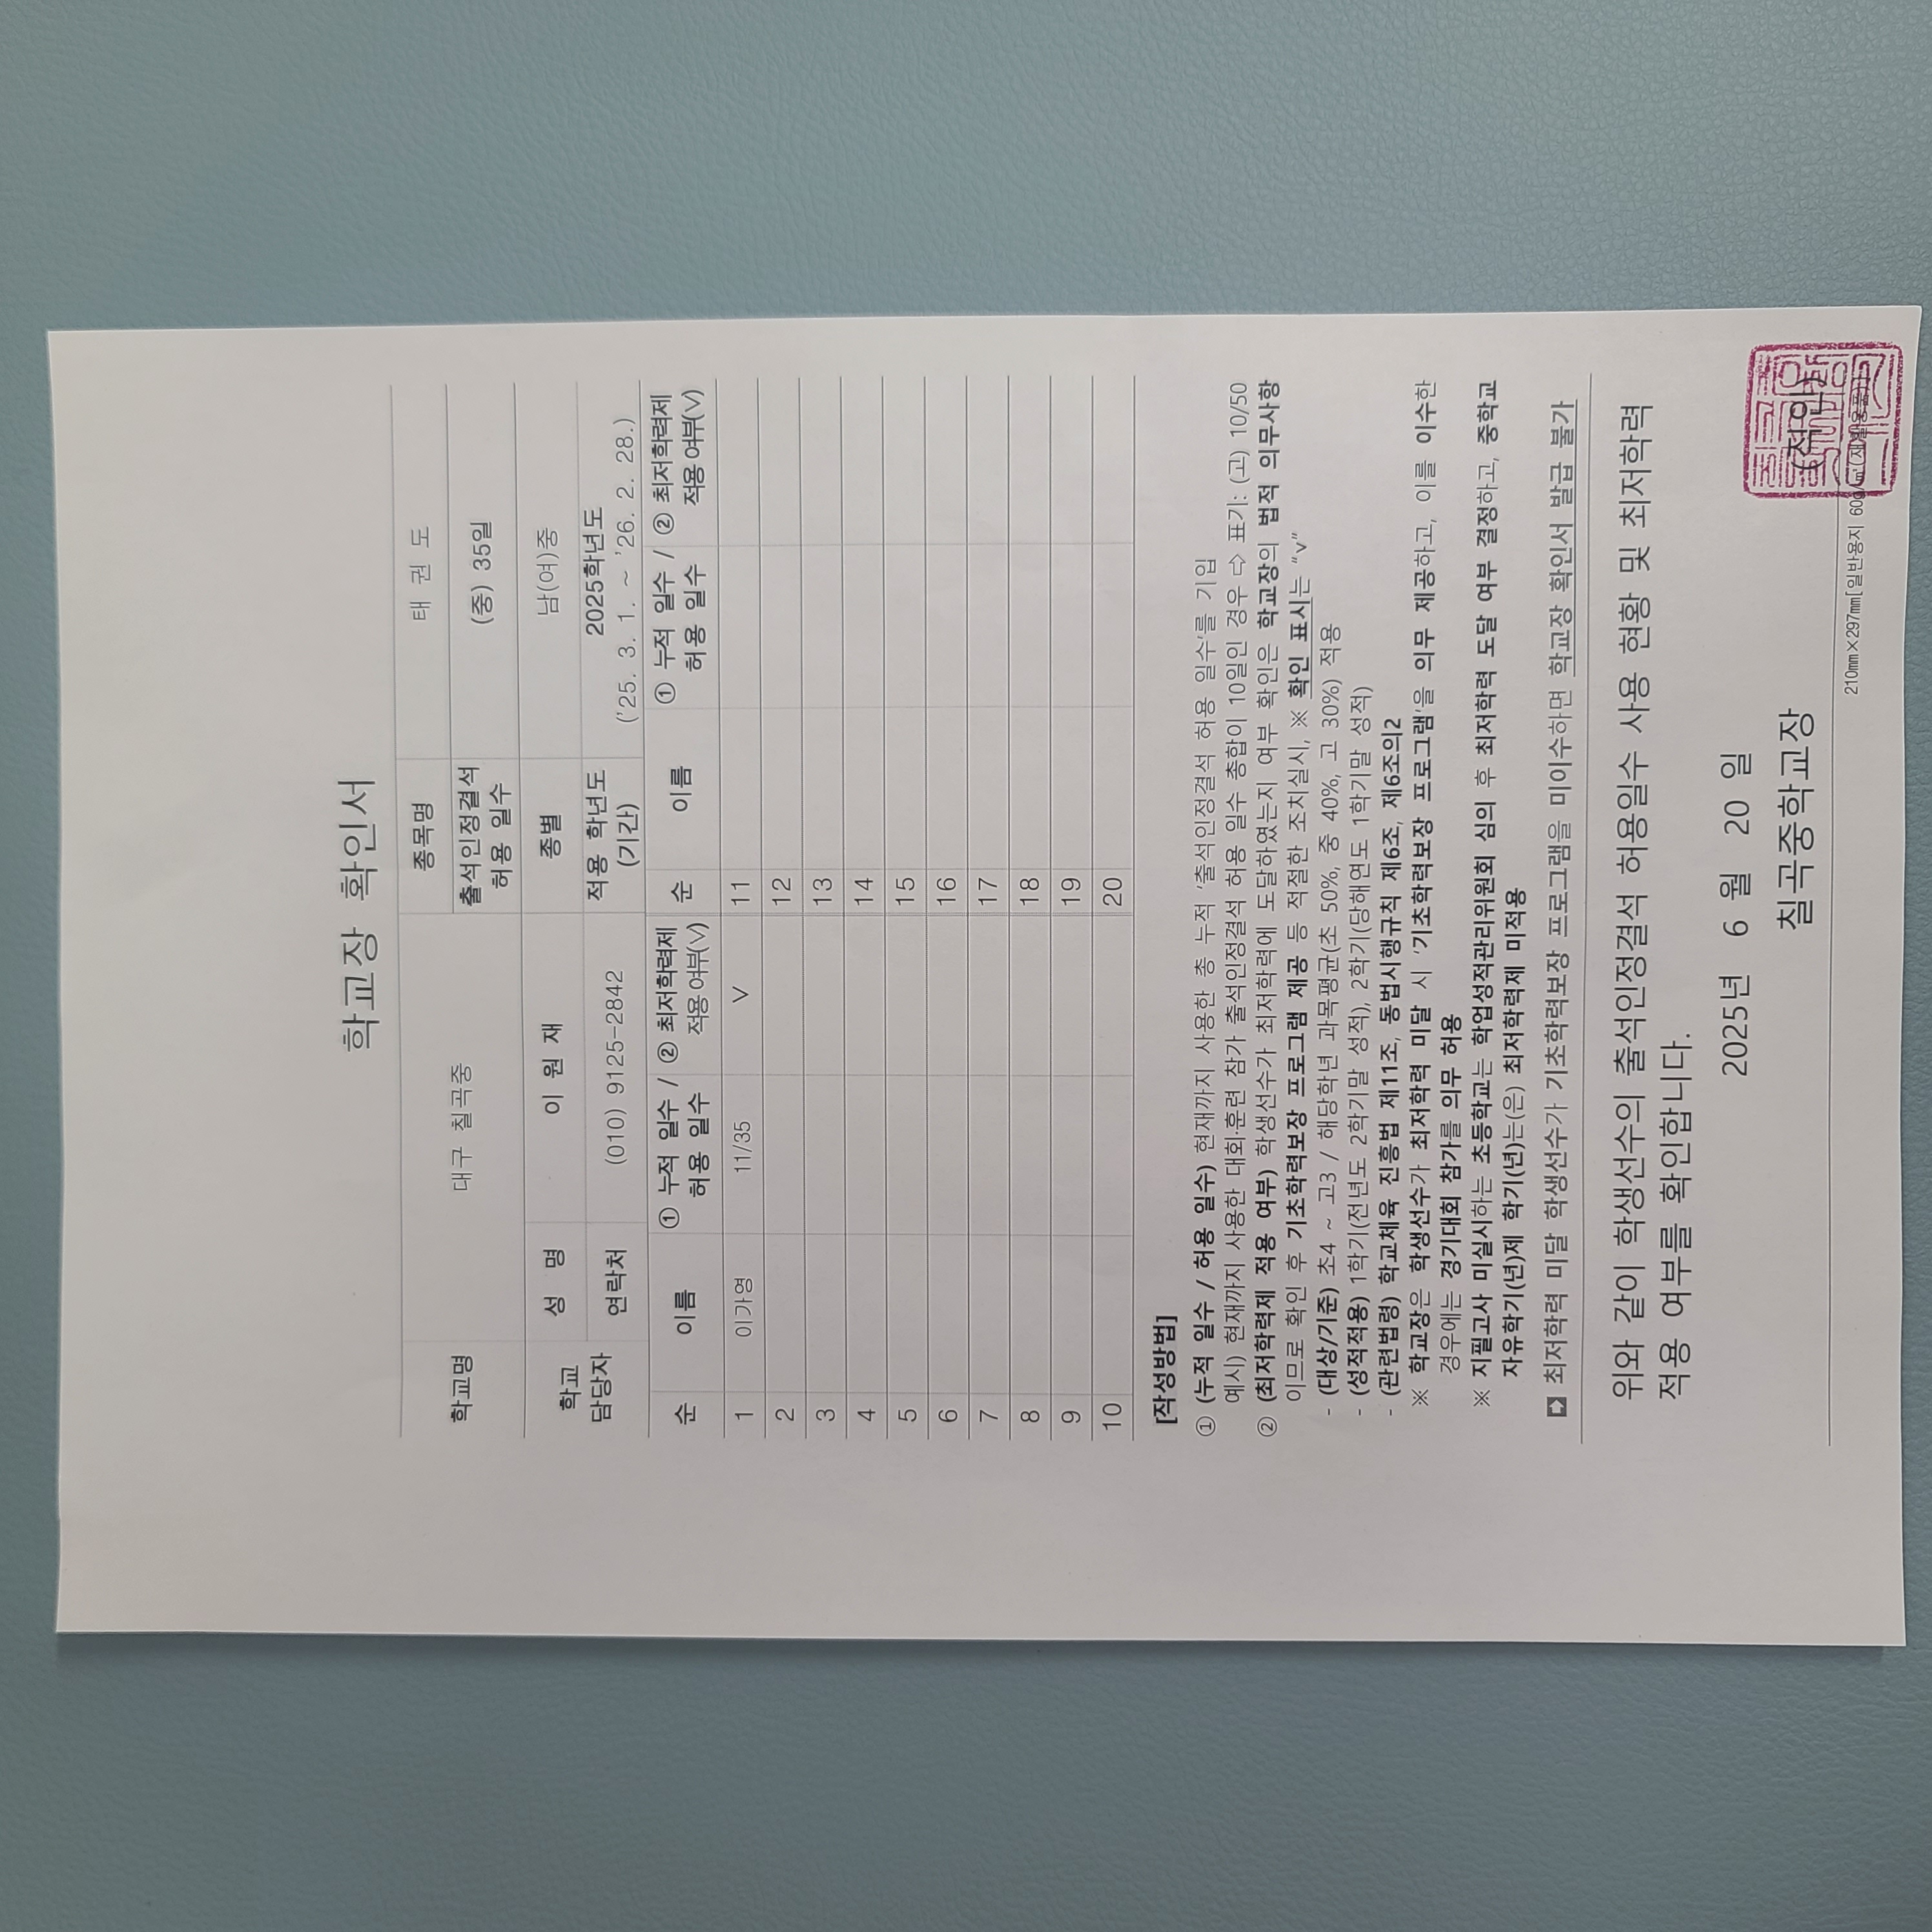 학교장 확인서
학교명 대구 칠곡중 종목명 태 권 도
출석인정결석 허용 일수 (중) 35일
학교 담당자 성 명 이 원 재 종별 남(여)중
연락처 (010) 9125-2842 적용 학년도 (기간) 2025학년도 ('25. 3. 1. ~ '26. 2. 28.)
순 이름 ① 누적 일수 / 허용 일수 ② 최저학력제 적용 여부(V) 순 이름 ① 누적 일수 / 허용 일수 ② 최저학력제 적용 여부(V)
1 이가영 11/35 V 11
2 12
3 13
4 14
5 15
6 16
7 17
8 18
9 19
10 20
[작성방법]
① (누적 일수 / 허용 일수) 현재까지 사용한 총 누적 '출석인정결석 허용 일수'를 기입
예시) 현재까지 사용한 대회·훈련 참가 출석인정결석 허용 일수 총합이 10일인 경우 ⇨ 표기: (고) 10/50
② (최저학력제 적용 여부) 학생선수가 최저학력에 도달하였는지 여부 확인은 학교장의 법적 의무사항
이므로 확인 후 기초학력보장 프로그램 제공 등 적절한 조치실시, ※ 확인 표시는 "v"
- (대상/기준) 초4 ~ 고3 / 해당학년 과목평균(초 50%, 중 40%, 고 30%) 적용
- (성적적용) 1학기(전년도 2학기말 성적), 2학기(당해연도 1학기말 성적)
- (관련법령) 학교체육 진흥법 제11조, 동법시행규칙 제6조, 제6조의2
※ 학교장은 학생선수가 최저학력 미달 시 '기초학력보장 프로그램'을 의무 제공하고, 이를 이수한
경우에는 경기대회 참가를 의무 허용
※ 지필고사 미실시하는 초등학교는 학업성적관리위원회 심의 후 최저학력 도달 여부 결정하고, 중학교
자유학기(년)제 학기(년)는(은) 최저학력제 미적용
➡ 최저학력 미달 학생선수가 기초학력보장 프로그램을 미이수하면 학교장 확인서 발급 불가
위와 같이 학생선수의 출석인정결석 허용일수 사용 현황 및 최저학력
적용 여부를 확인합니다.
2025년 6 월 20 일
칠곡중학교장 (직인)
210㎜×297㎜[일반용지 60g/㎡(재활용품)]